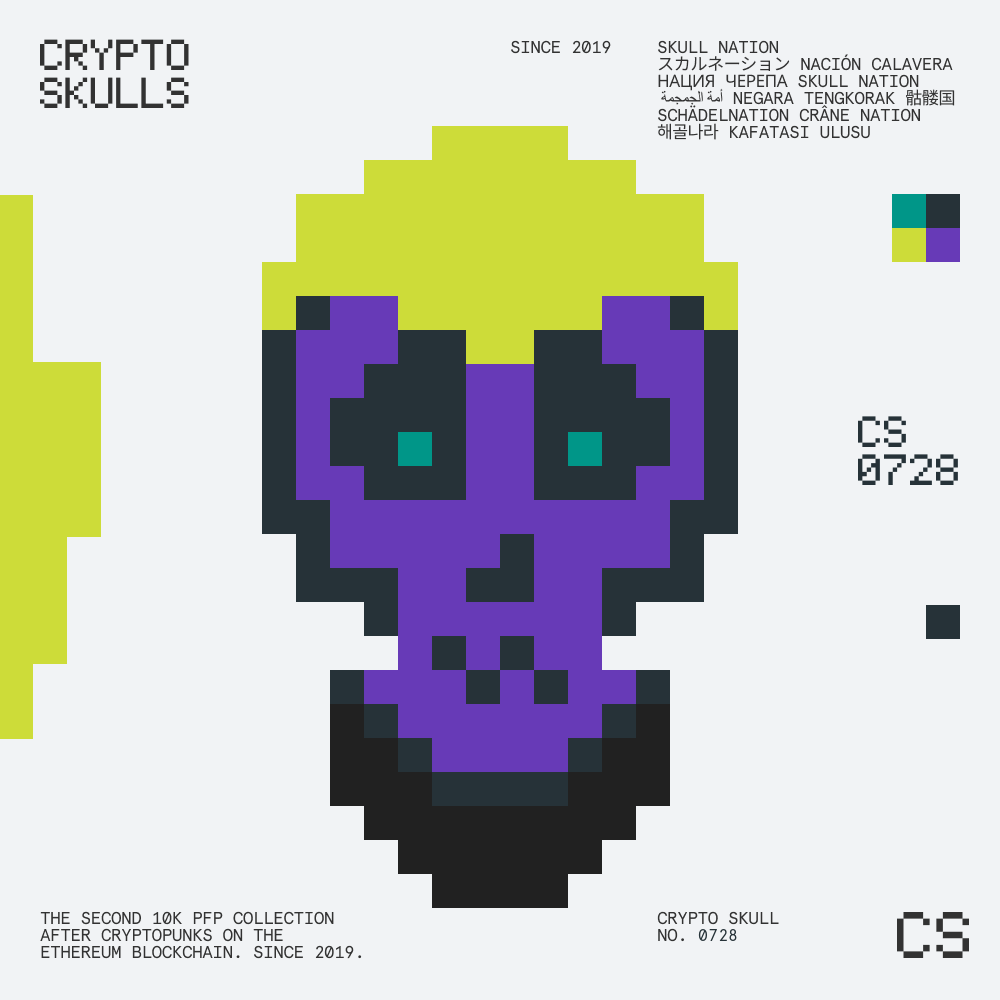 CRYPTO
SKULLS
SINCE 2019
SKULL NATION
スカルネーション NACIÓN CALAVERA
НАЦИЯ ЧЕРЕПА SKULL NATION
أمة الجمجمة NEGARA TENGKORAK 骷髅国
SCHÄDELNATION CRÂNE NATION
해골나라 KAFATASI ULUSU
CS
0728
THE SECOND 10K PFP COLLECTION
AFTER CRYPTOPUNKS ON THE
ETHEREUM BLOCKCHAIN. SINCE 2019.
CRYPTO SKULL
NO. 0728
CS